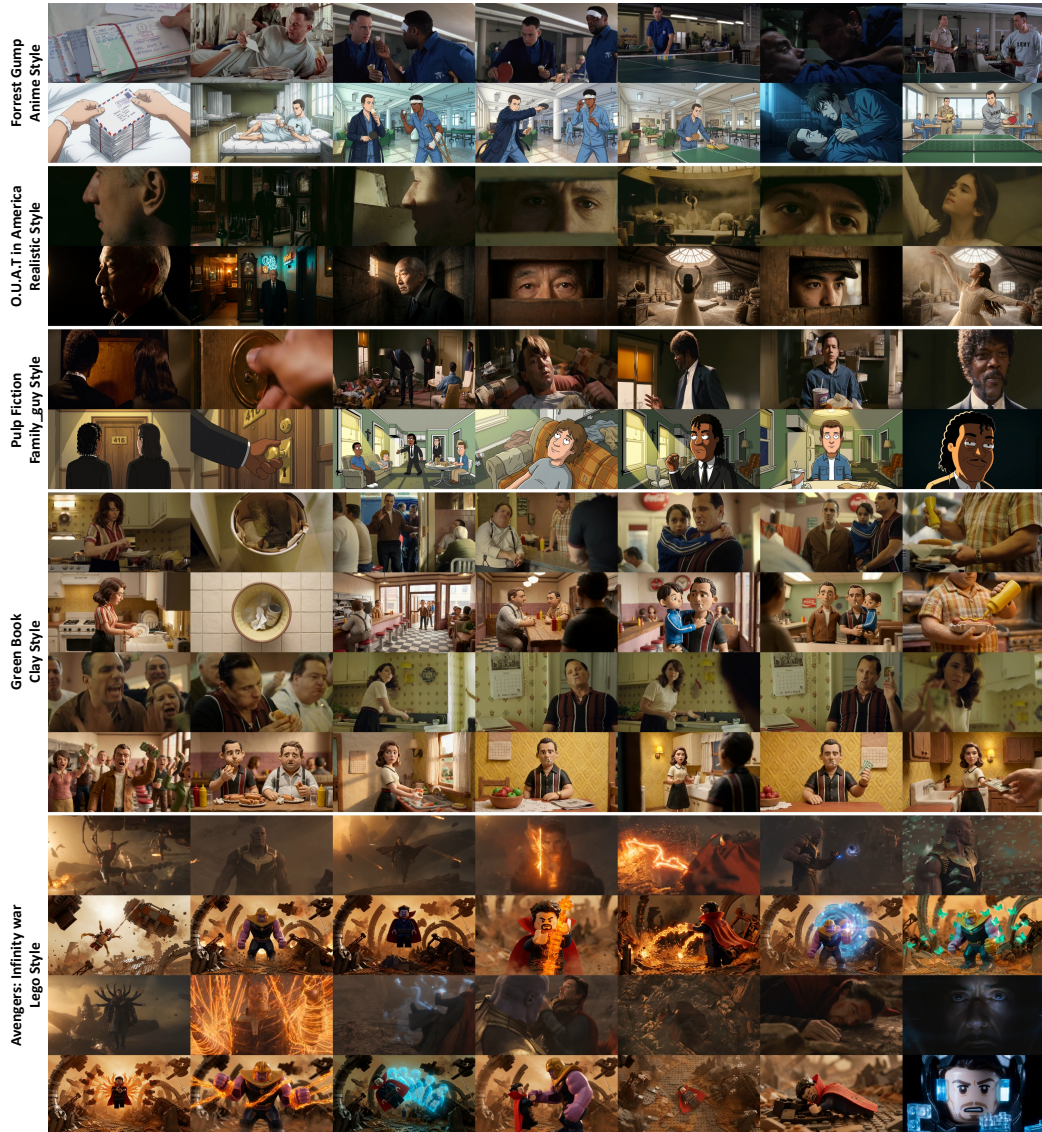 Forrest Gump
Anime Style
O.U.A.T in America
Realistic Style
Pulp Fiction
Family_guy Style
418
Green Book
Clay Style
Avengers: Infinity war
Lego Style